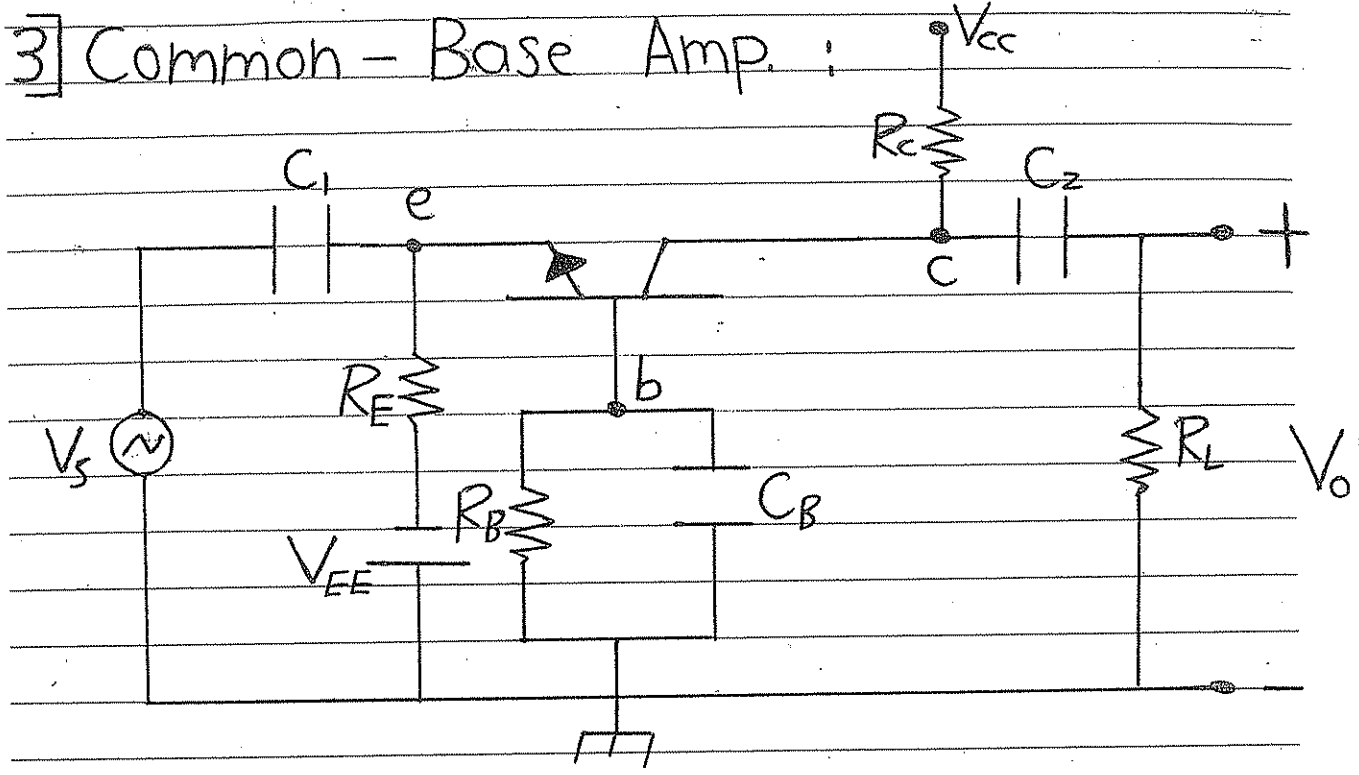 3] Common - Base Amp. :
Vcc
Rc
C1
e
C2
+
c
RE
b
Vs
RL
Vo
RB
CB
VEE
-